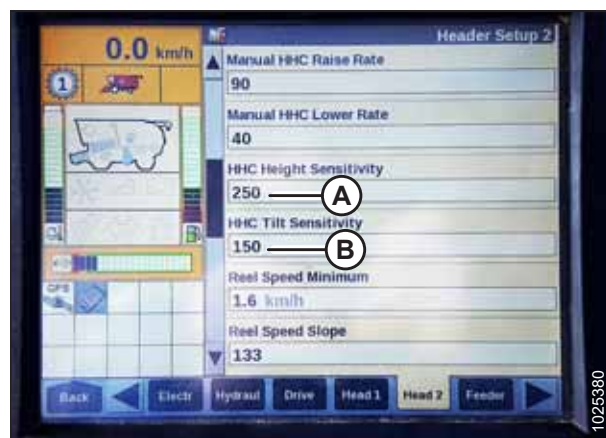 0.0 km/h
Header Setup 2
1
Manual HHC Raise Rate
90
Manual HHC Lower Rate
40
HHC Height Sensitivity
250
A
HHC Tilt Sensitivity
150
B
Reel Speed Minimum
1.6 km/h
GPS
Reel Speed Slope
133
Back
Electr
Hydraul
Drive
Head 1
Head 2
Feeder
1025380